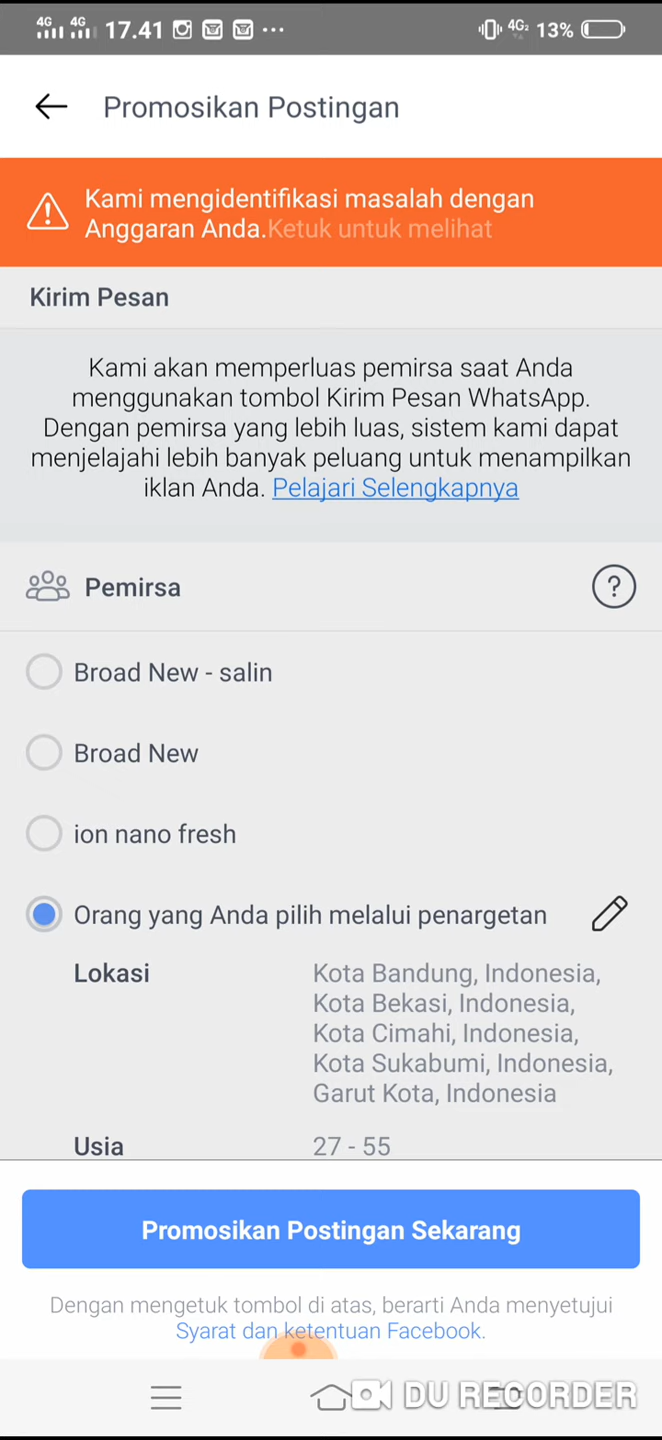 4G 4G 17.41 4G2 13%
Promosikan Postingan
Kami mengidentifikasi masalah dengan
Anggaran Anda.Ketuk untuk melihat
Kirim Pesan
Kami akan memperluas pemirsa saat Anda
menggunakan tombol Kirim Pesan WhatsApp.
Dengan pemirsa yang lebih luas, sistem kami dapat
menjelajahi lebih banyak peluang untuk menampilkan
iklan Anda. Pelajari Selengkapnya
Pemirsa ?
Broad New - salin
Broad New
ion nano fresh
Orang yang Anda pilih melalui penargetan
Lokasi Kota Bandung, Indonesia,
Kota Bekasi, Indonesia,
Kota Cimahi, Indonesia,
Kota Sukabumi, Indonesia,
Garut Kota, Indonesia
Usia 27 - 55
Promosikan Postingan Sekarang
Dengan mengetuk tombol di atas, berarti Anda menyetujui
Syarat dan ketentuan Facebook.
DU RECORDER